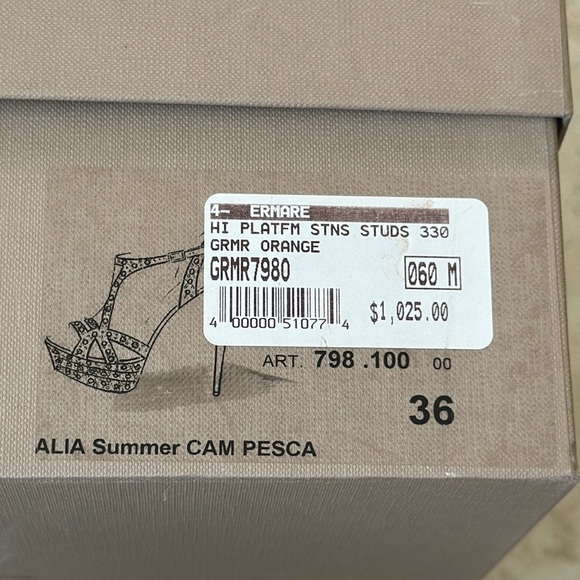 4- ERMARE
HI PLATFM STNS STUDS 330
GRMR ORANGE
GRMR7980
060 M
4 00000 51077 4
$1,025.00
ART. 798 .100 00
36
ALIA Summer CAM PESCA